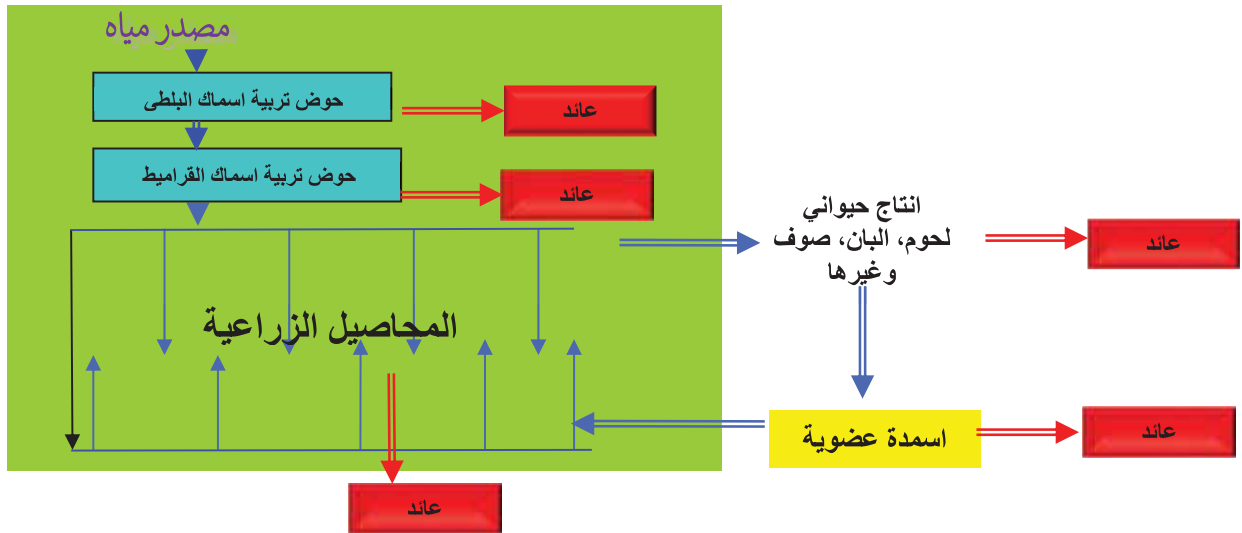 مصدر مياه
حوض تربية اسماك البلطى
عائد
حوض تربية اسماك القراميط
عائد
انتاج حيواني
لحوم، البان، صوف
وغيرها
عائد
المحاصيل الزراعية
اسمدة عضوية
عائد
عائد